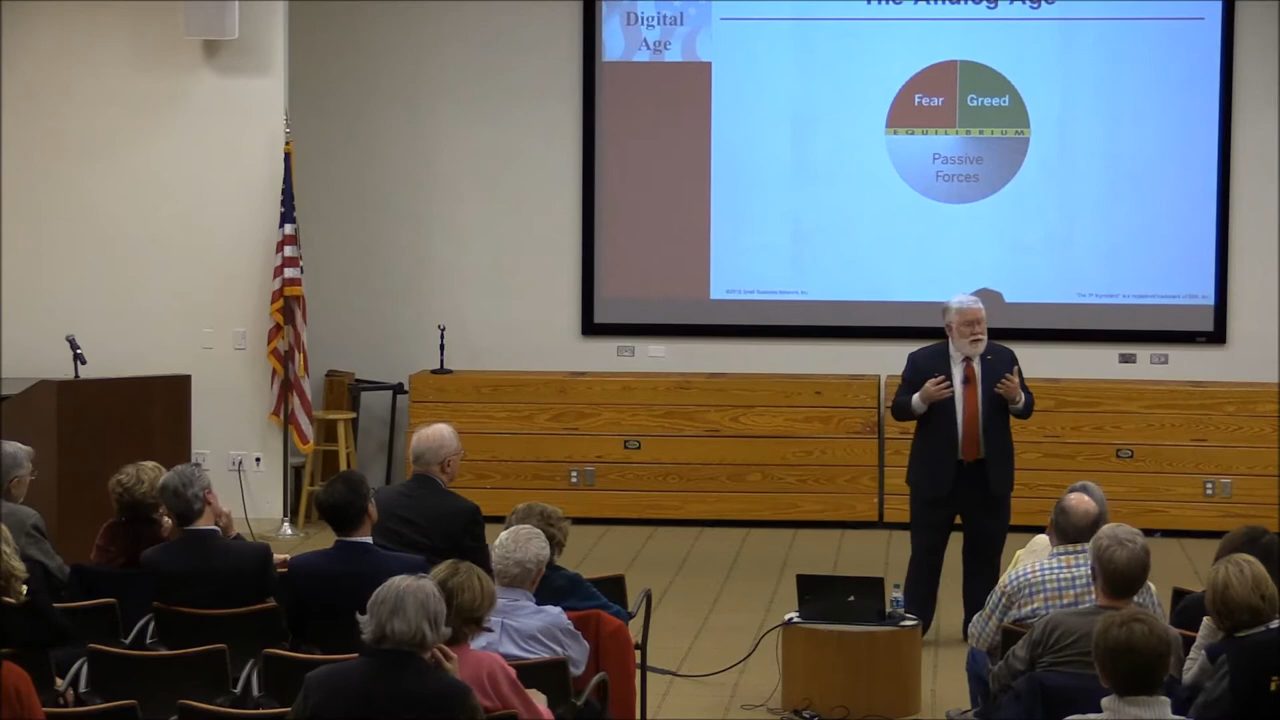 The Analog Age
Digital
Age
Fear
Greed
EQUILIBRIUM
Passive
Forces